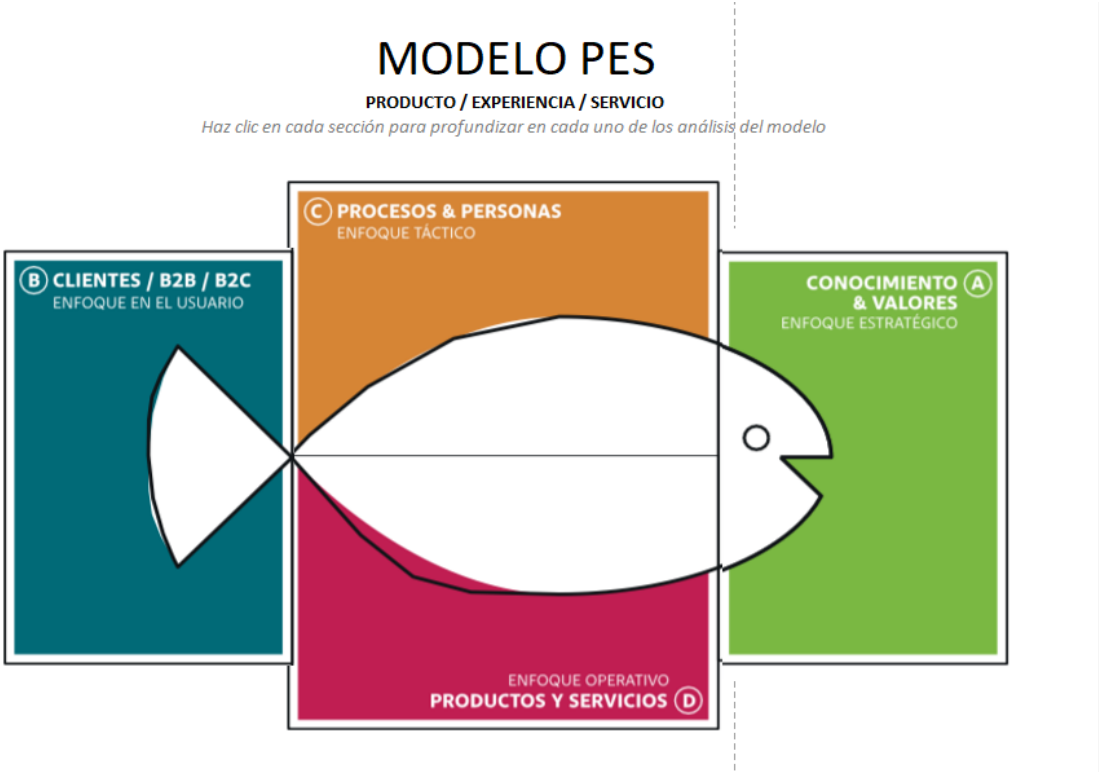 MODELO PES
PRODUCTO / EXPERIENCIA / SERVICIO
Haz clic en cada sección para profundizar en cada uno de los análisis del modelo
C PROCESOS & PERSONAS
ENFOQUE TÁCTICO
B CLIENTES / B2B / B2C
ENFOQUE EN EL USUARIO
CONOCIMIENTO A
& VALORES
ENFOQUE ESTRATÉGICO
ENFOQUE OPERATIVO
PRODUCTOS Y SERVICIOS D